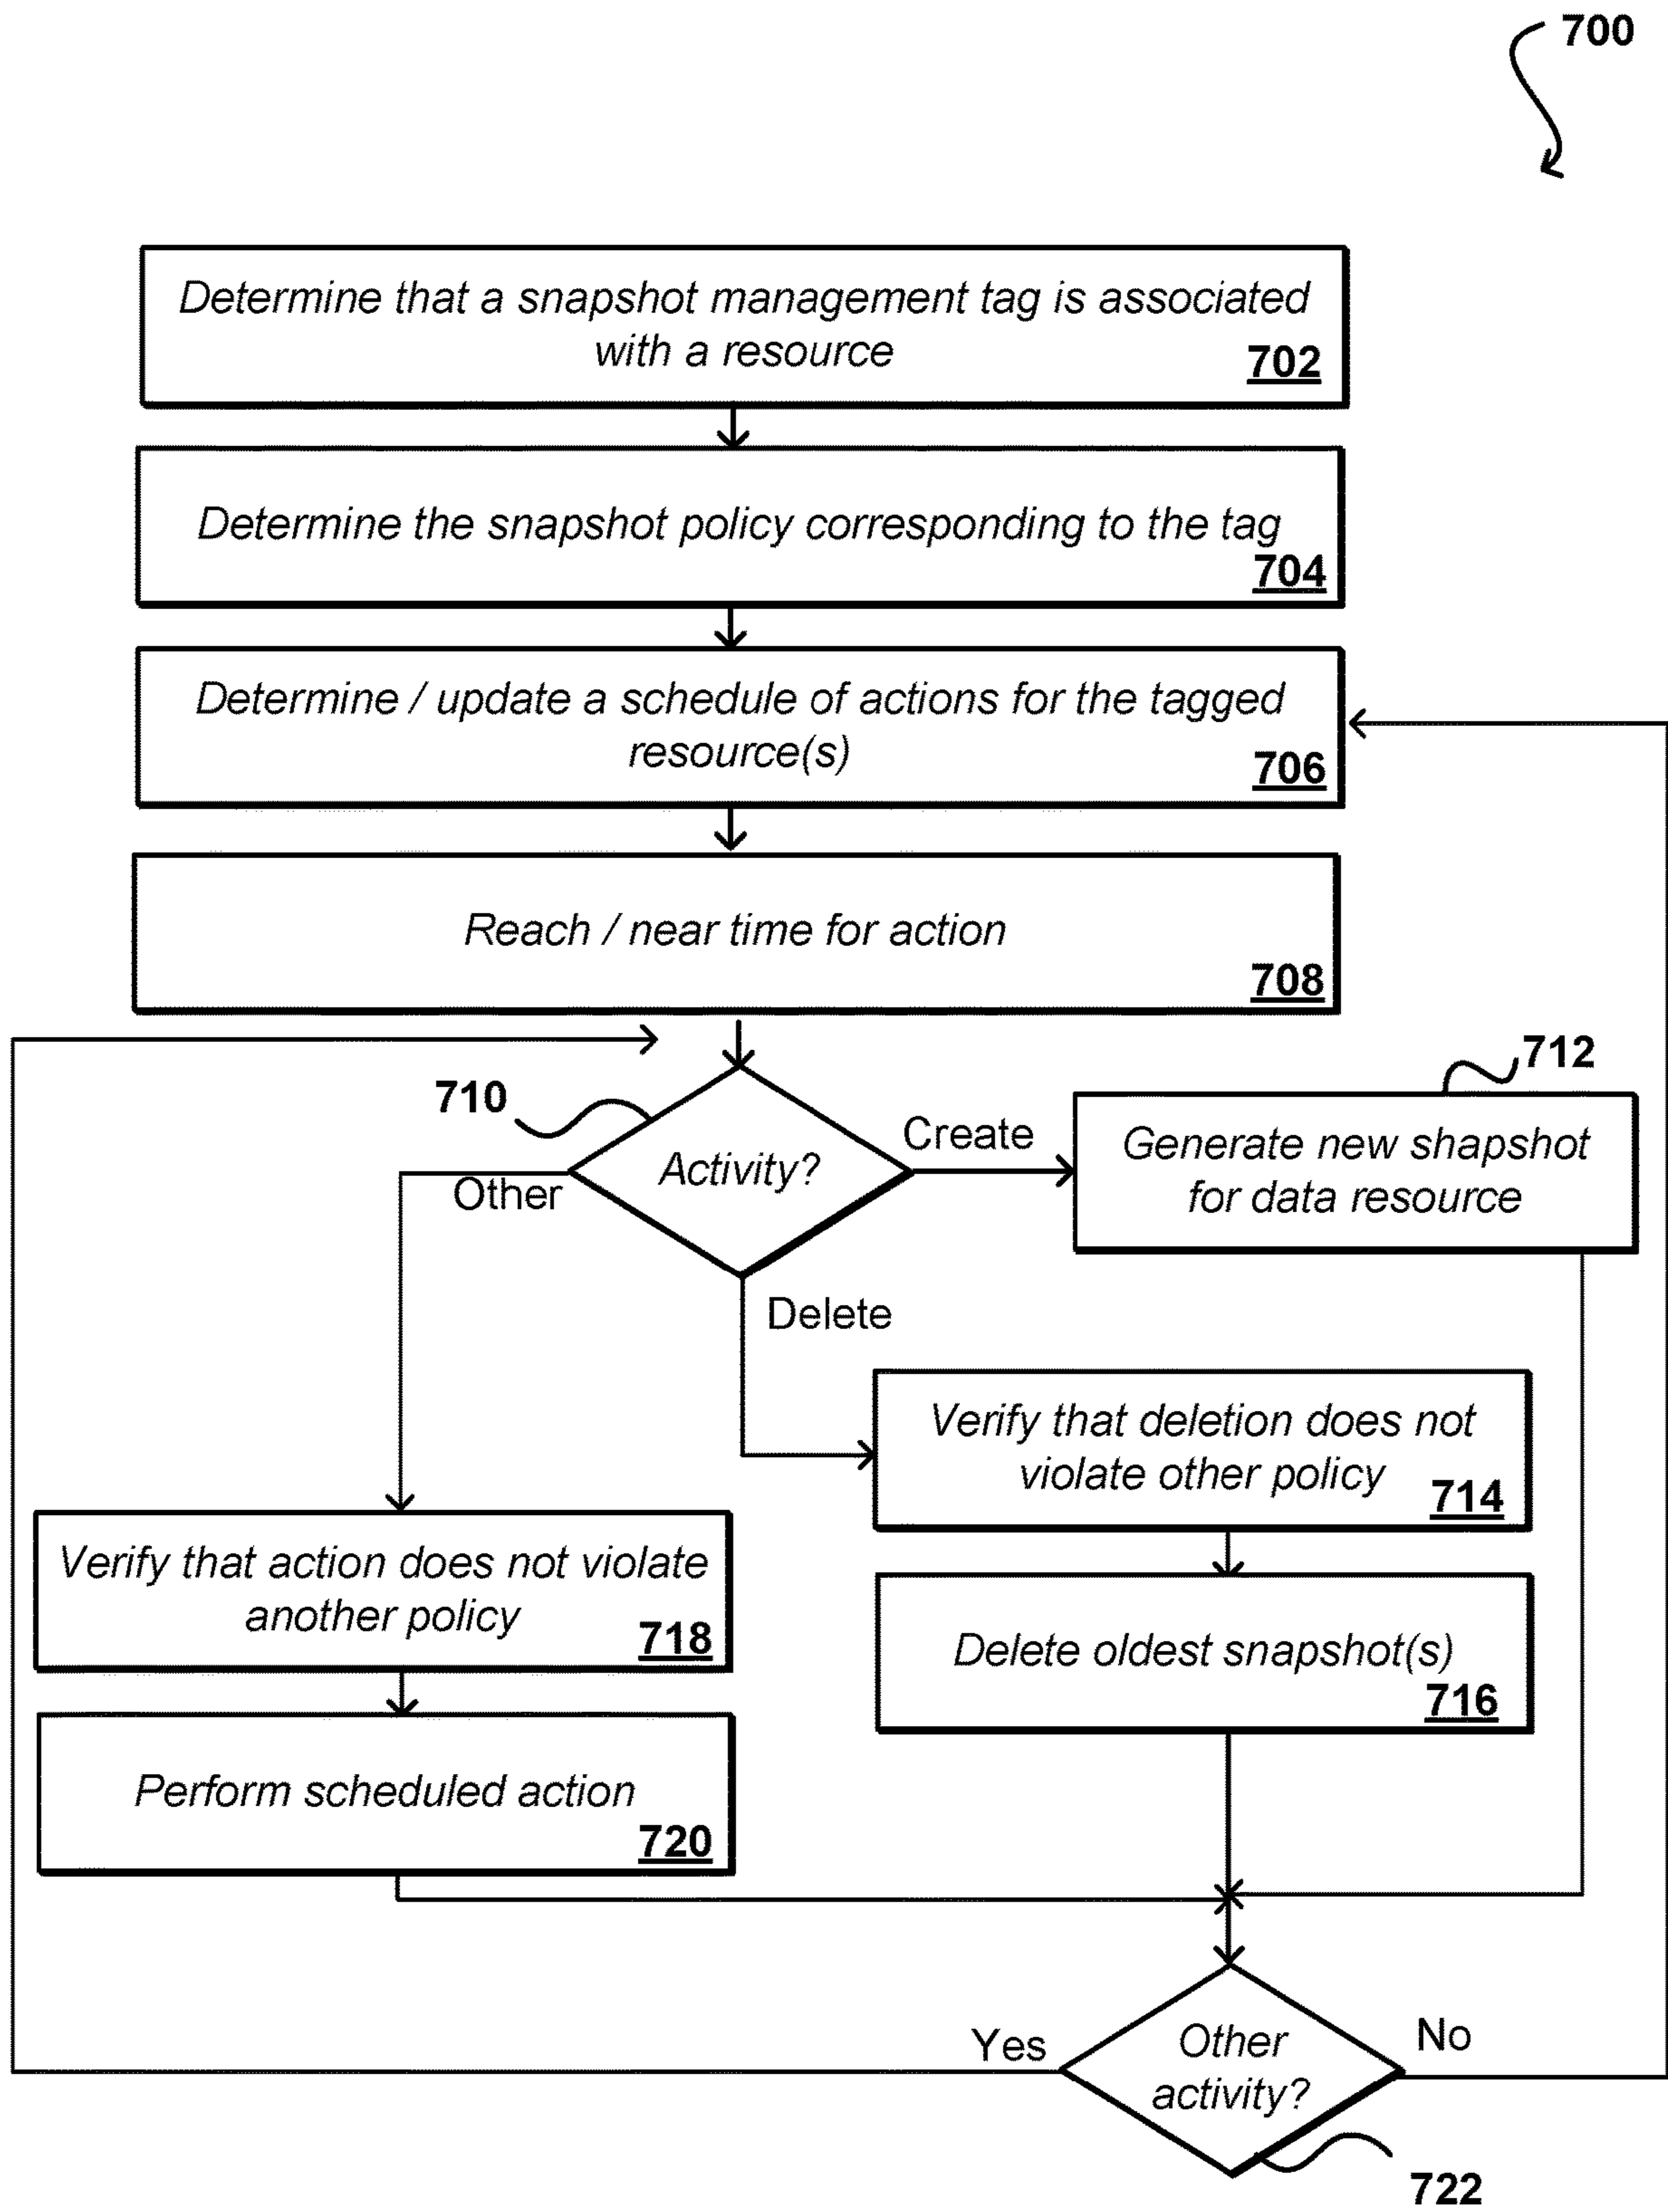 700
Determine that a snapshot management tag is associated
with a resource
702
Determine the snapshot policy corresponding to the tag
704
Determine / update a schedule of actions for the tagged
resource(s)
706
Reach / near time for action
708
710
Activity?
Create
712
Generate new shapshot
for data resource
Other
Delete
Verify that deletion does not
violate other policy
714
Delete oldest snapshot(s)
716
Verify that action does not violate
another policy
718
Perform scheduled action
720
Yes
Other
activity?
No
722